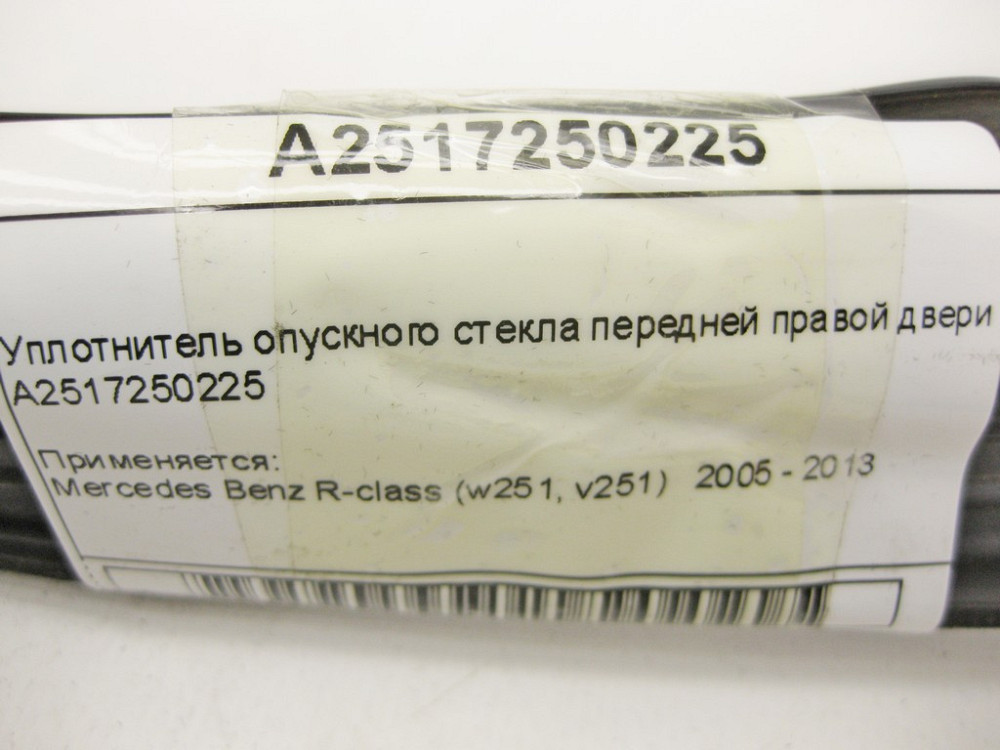 A2517250225
Уплотнитель опускного стекла передней правой двери
A2517250225
Применяется:
Mercedes Benz R-class (w251, v251) 2005 - 2013